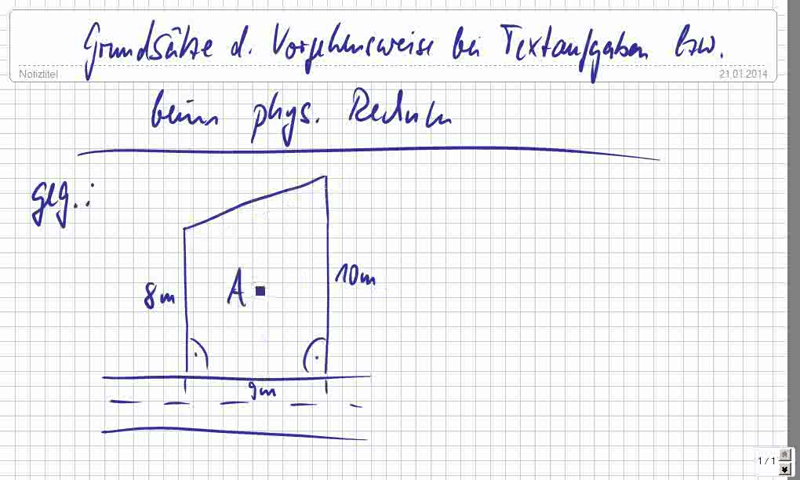 Grundsätze d. Vorgehensweise bei Textaufgaben bzw.
Notiztitel
21.01.2014
beim phys. Rechnen
geg.:
8m
A
10m
9m
1/1